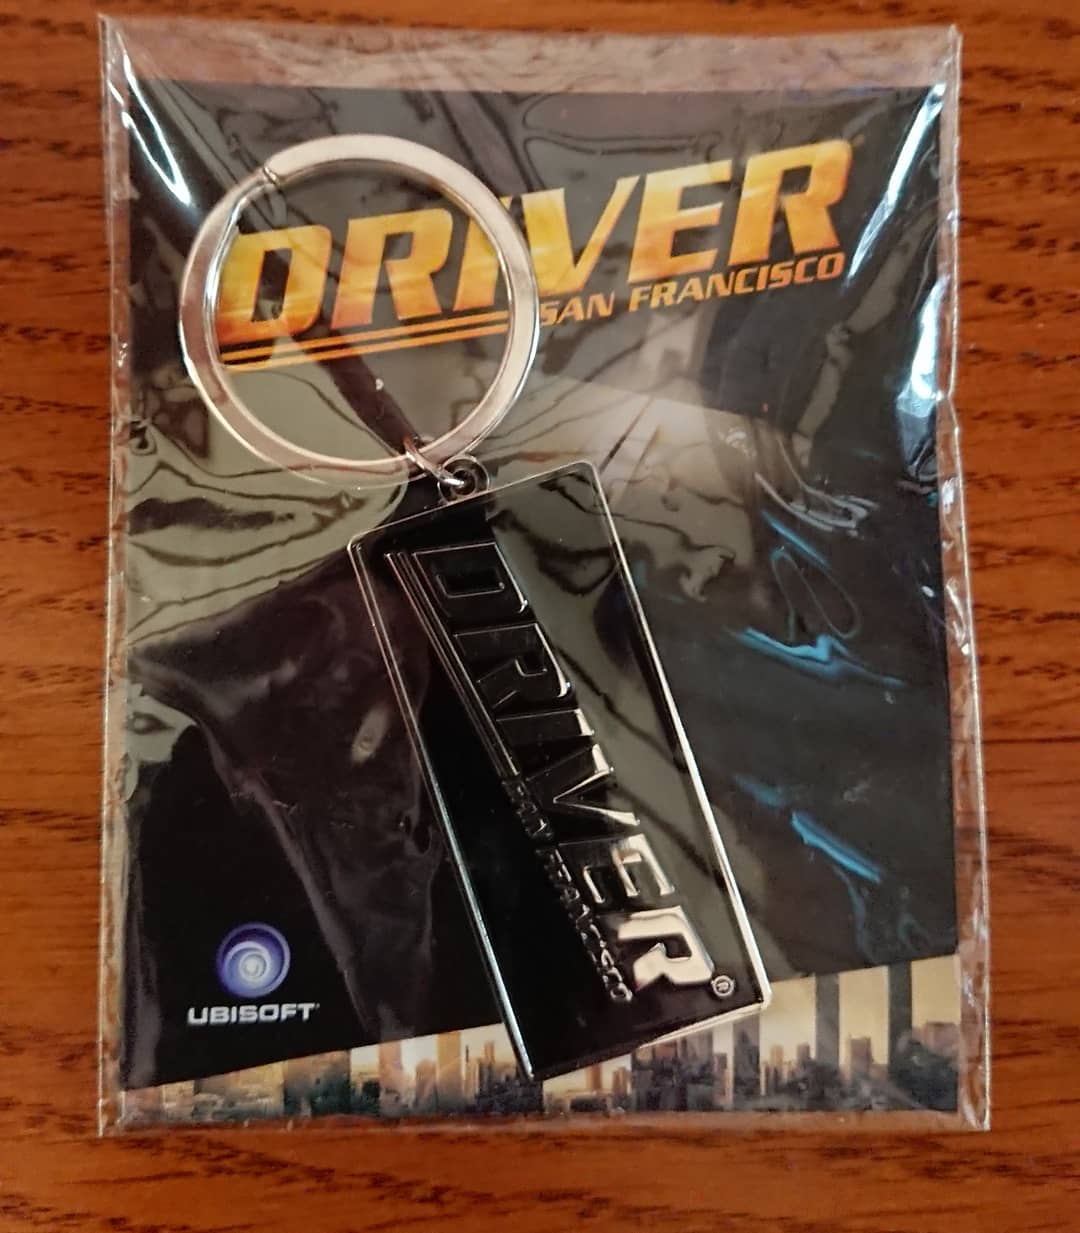 DRIVER
SAN FRANCISCO
DRIVER®
SAN FRANCISCO
UBISOFT